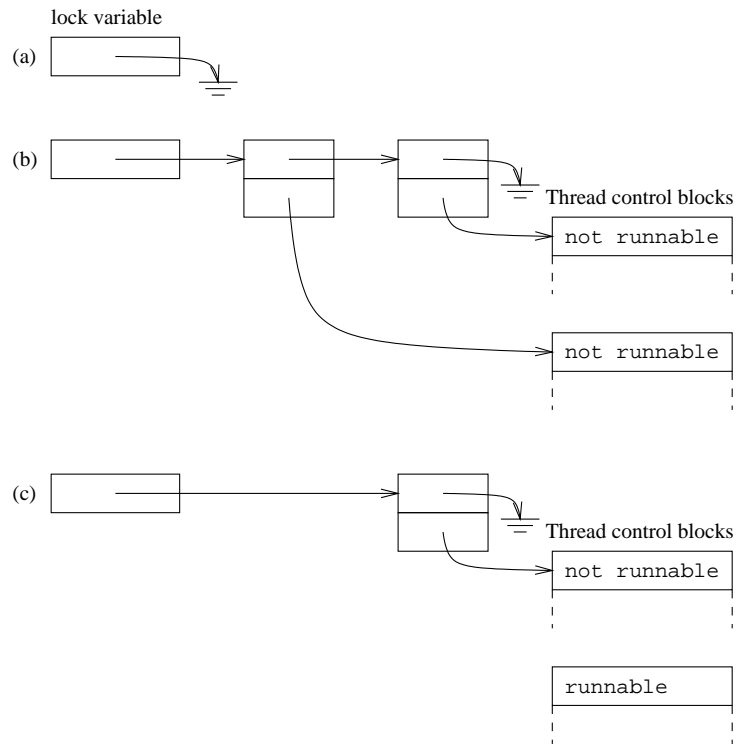 lock variable
(a)
(b)
Thread control blocks
not runnable
not runnable
(c)
Thread control blocks
not runnable
runnable